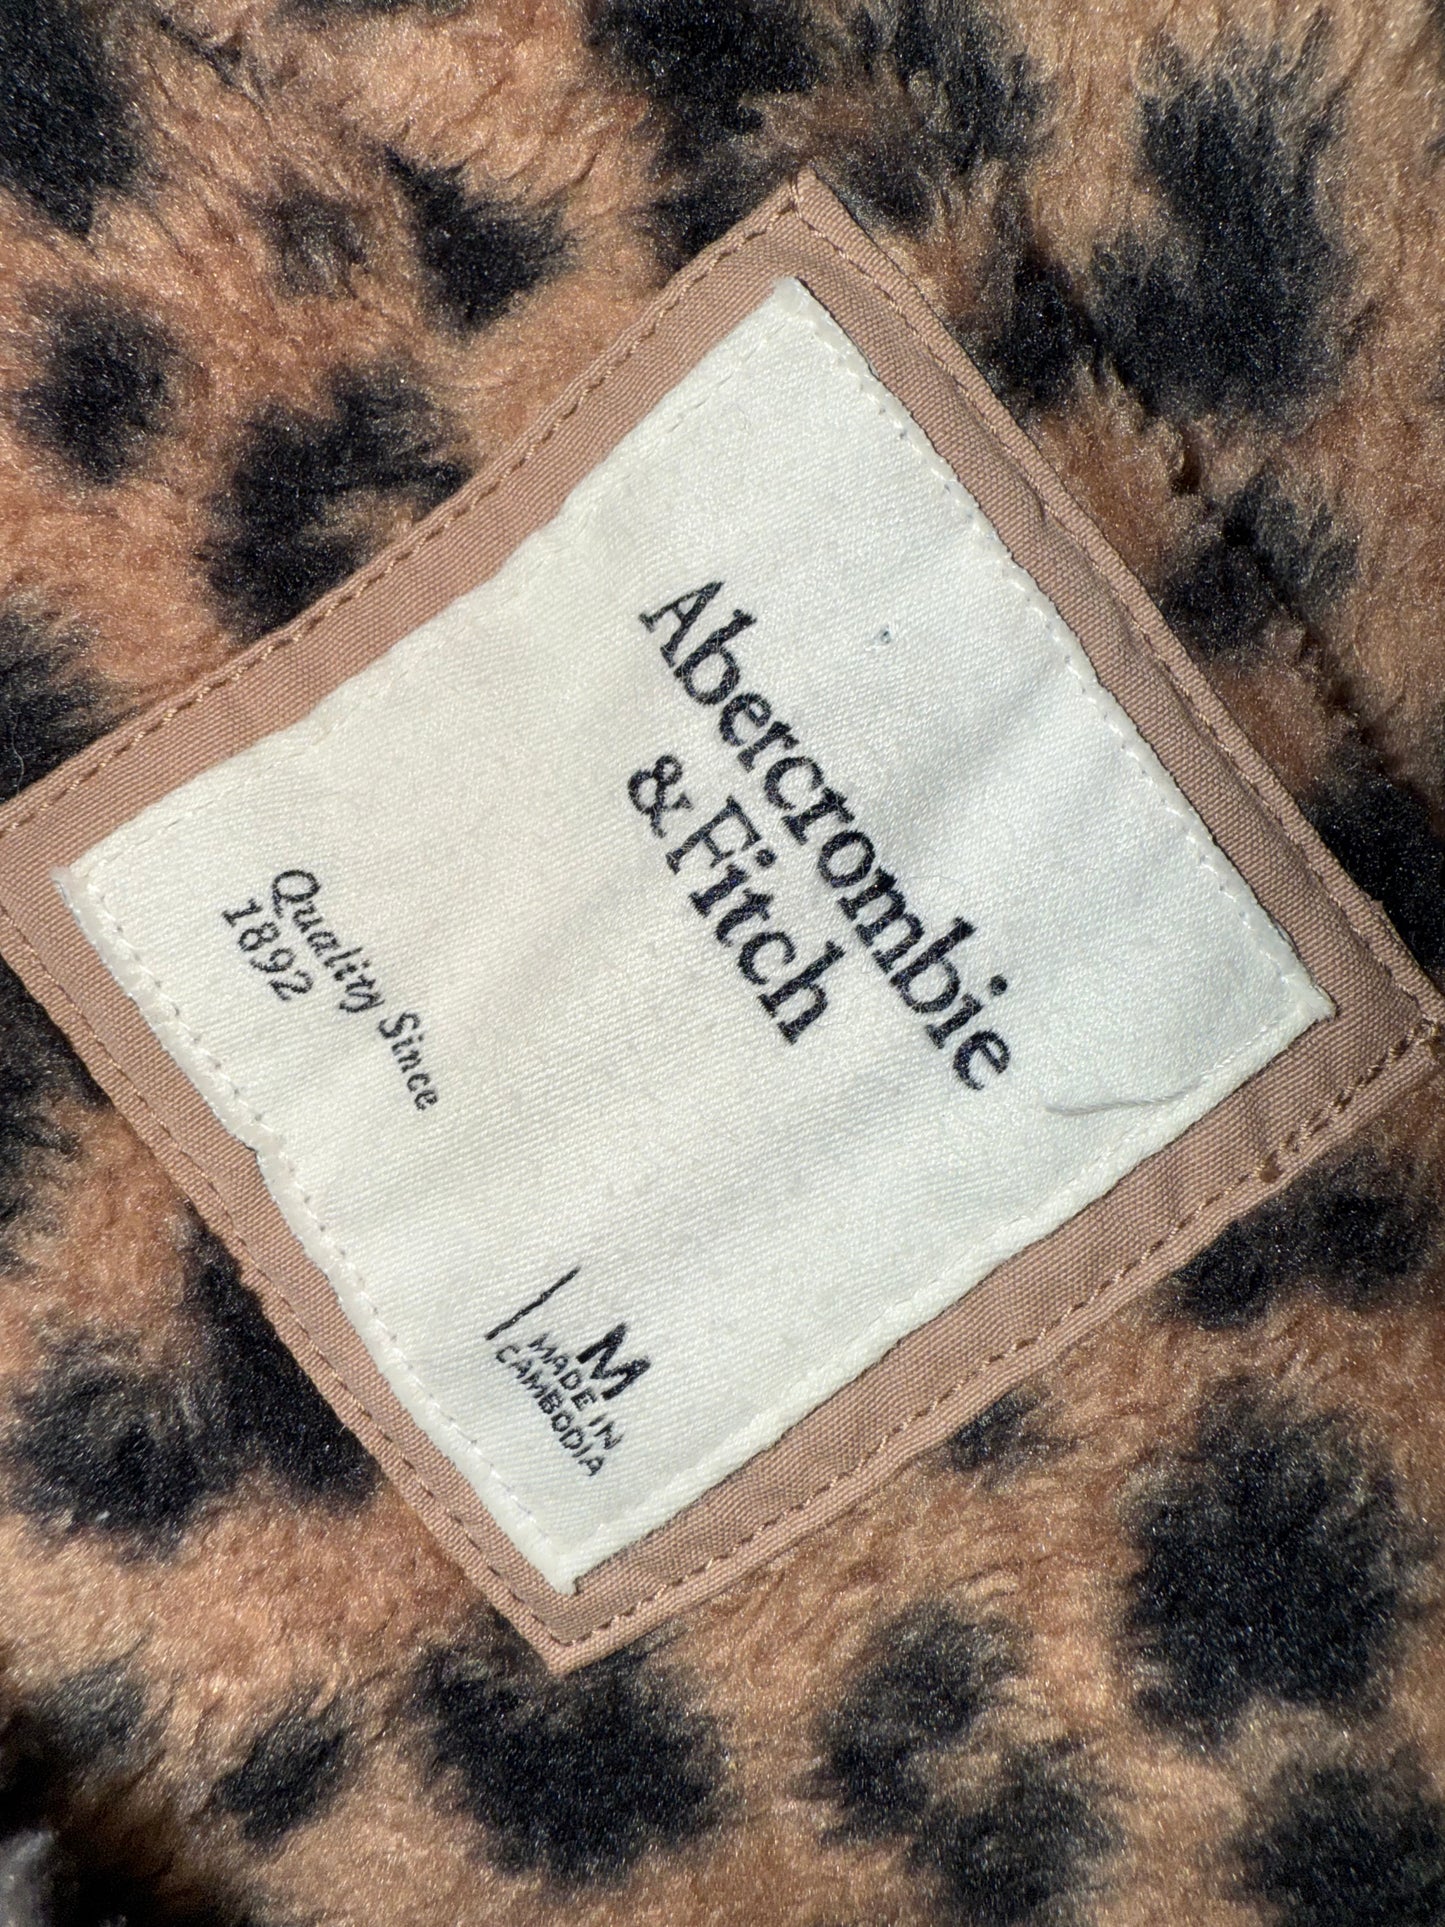 Abercrombie
& Fitch
Quality Since
1892
M
MADE IN
CAMBODIA